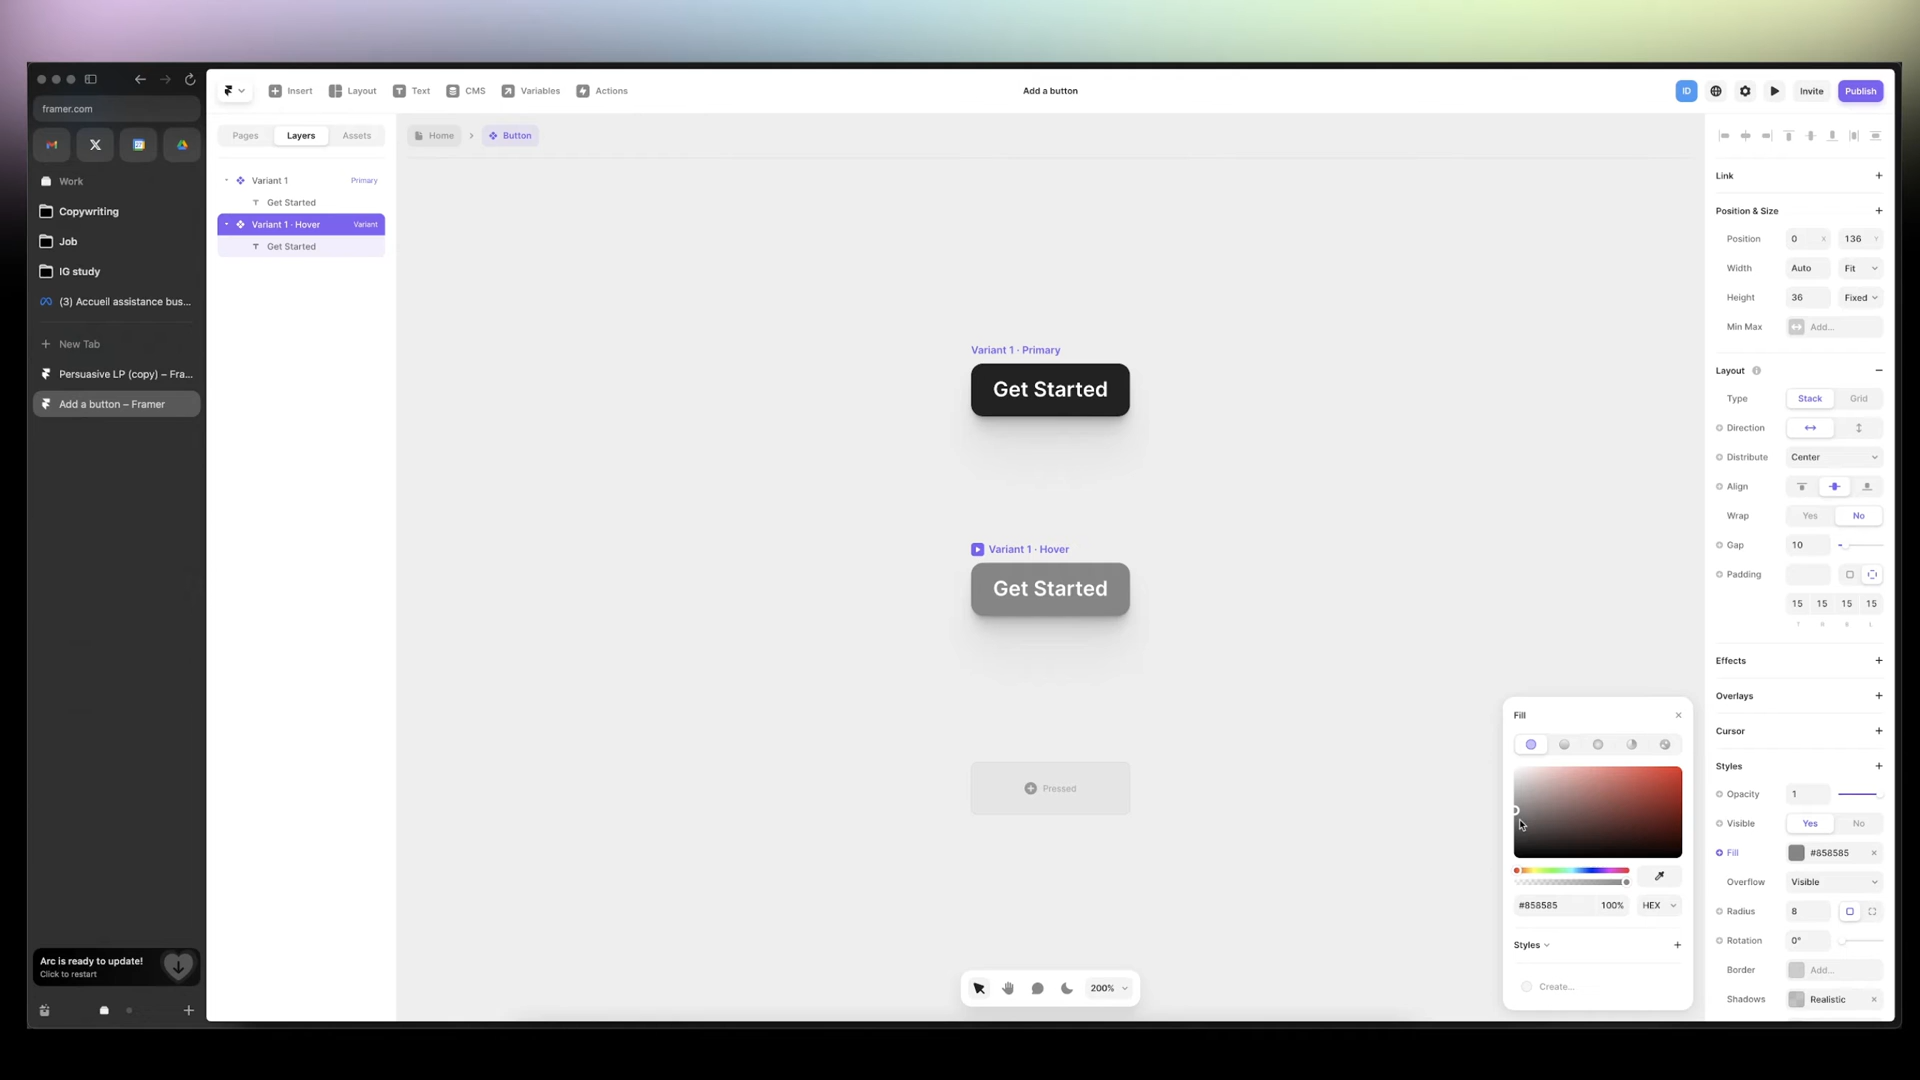 framer.com
Work
Copywriting
Job
IG study
(3) Accueil assistance bus...
New Tab
Persuasive LP (copy) – Fra...
Add a button – Framer
Arc is ready to update!
Click to restart
Insert
Layout
Text
CMS
Variables
Actions
Add a button
ID
Invite
Publish
Pages
Layers
Assets
Variant 1
Primary
Get Started
Variant 1 · Hover
Variant
Get Started
Home
Button
Variant 1 · Primary
Get Started
Variant 1 · Hover
Get Started
Pressed
200%
Fill
#858585
100%
HEX
Styles
Create...
Link
Position & Size
Position
0
X
136
Y
Width
Auto
Fit
Height
36
Fixed
Min Max
Add...
Layout
Type
Stack
Grid
Direction
Distribute
Center
Align
Wrap
Yes
No
Gap
10
Padding
15
15
15
15
T
R
B
L
Effects
Overlays
Cursor
Styles
Opacity
1
Visible
Yes
No
Fill
#858585
Overflow
Visible
Radius
8
Rotation
0°
Border
Add...
Shadows
Realistic